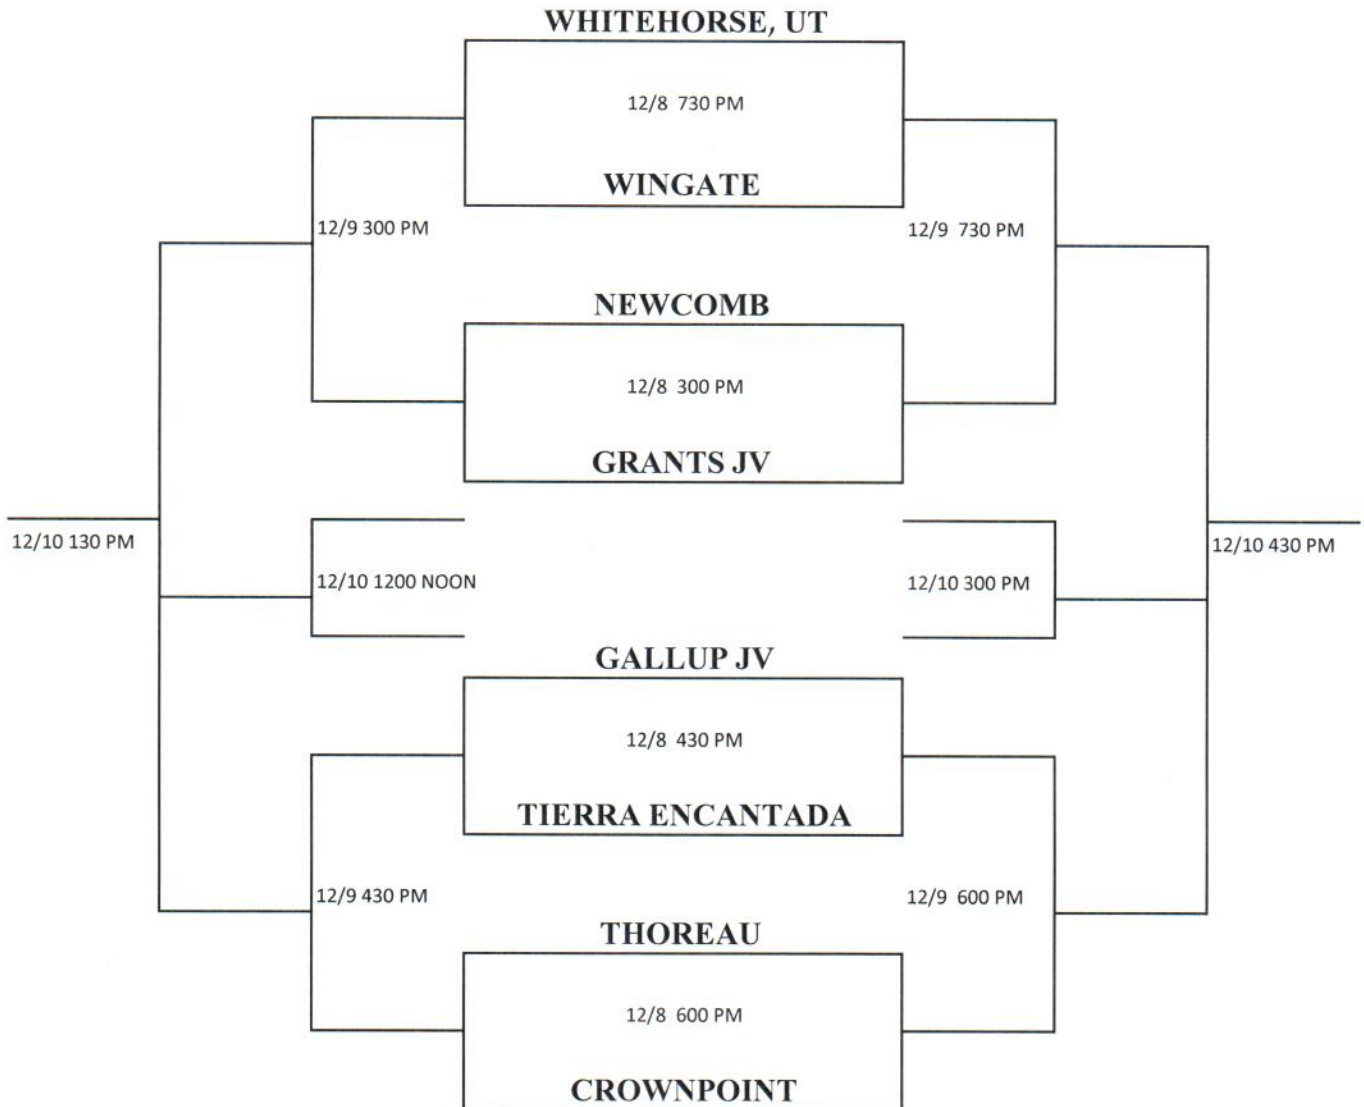 WHITEHORSE, UT
12/8 730 PM
WINGATE
12/9 300 PM
12/9 730 PM
NEWCOMB
12/8 300 PM
GRANTS JV
12/10 130 PM
12/10 430 PM
12/10 1200 NOON
12/10 300 PM
GALLUP JV
12/8 430 PM
TIERRA ENCANTADA
12/9 430 PM
12/9 600 PM
THOREAU
12/8 600 PM
CROWNPOINT